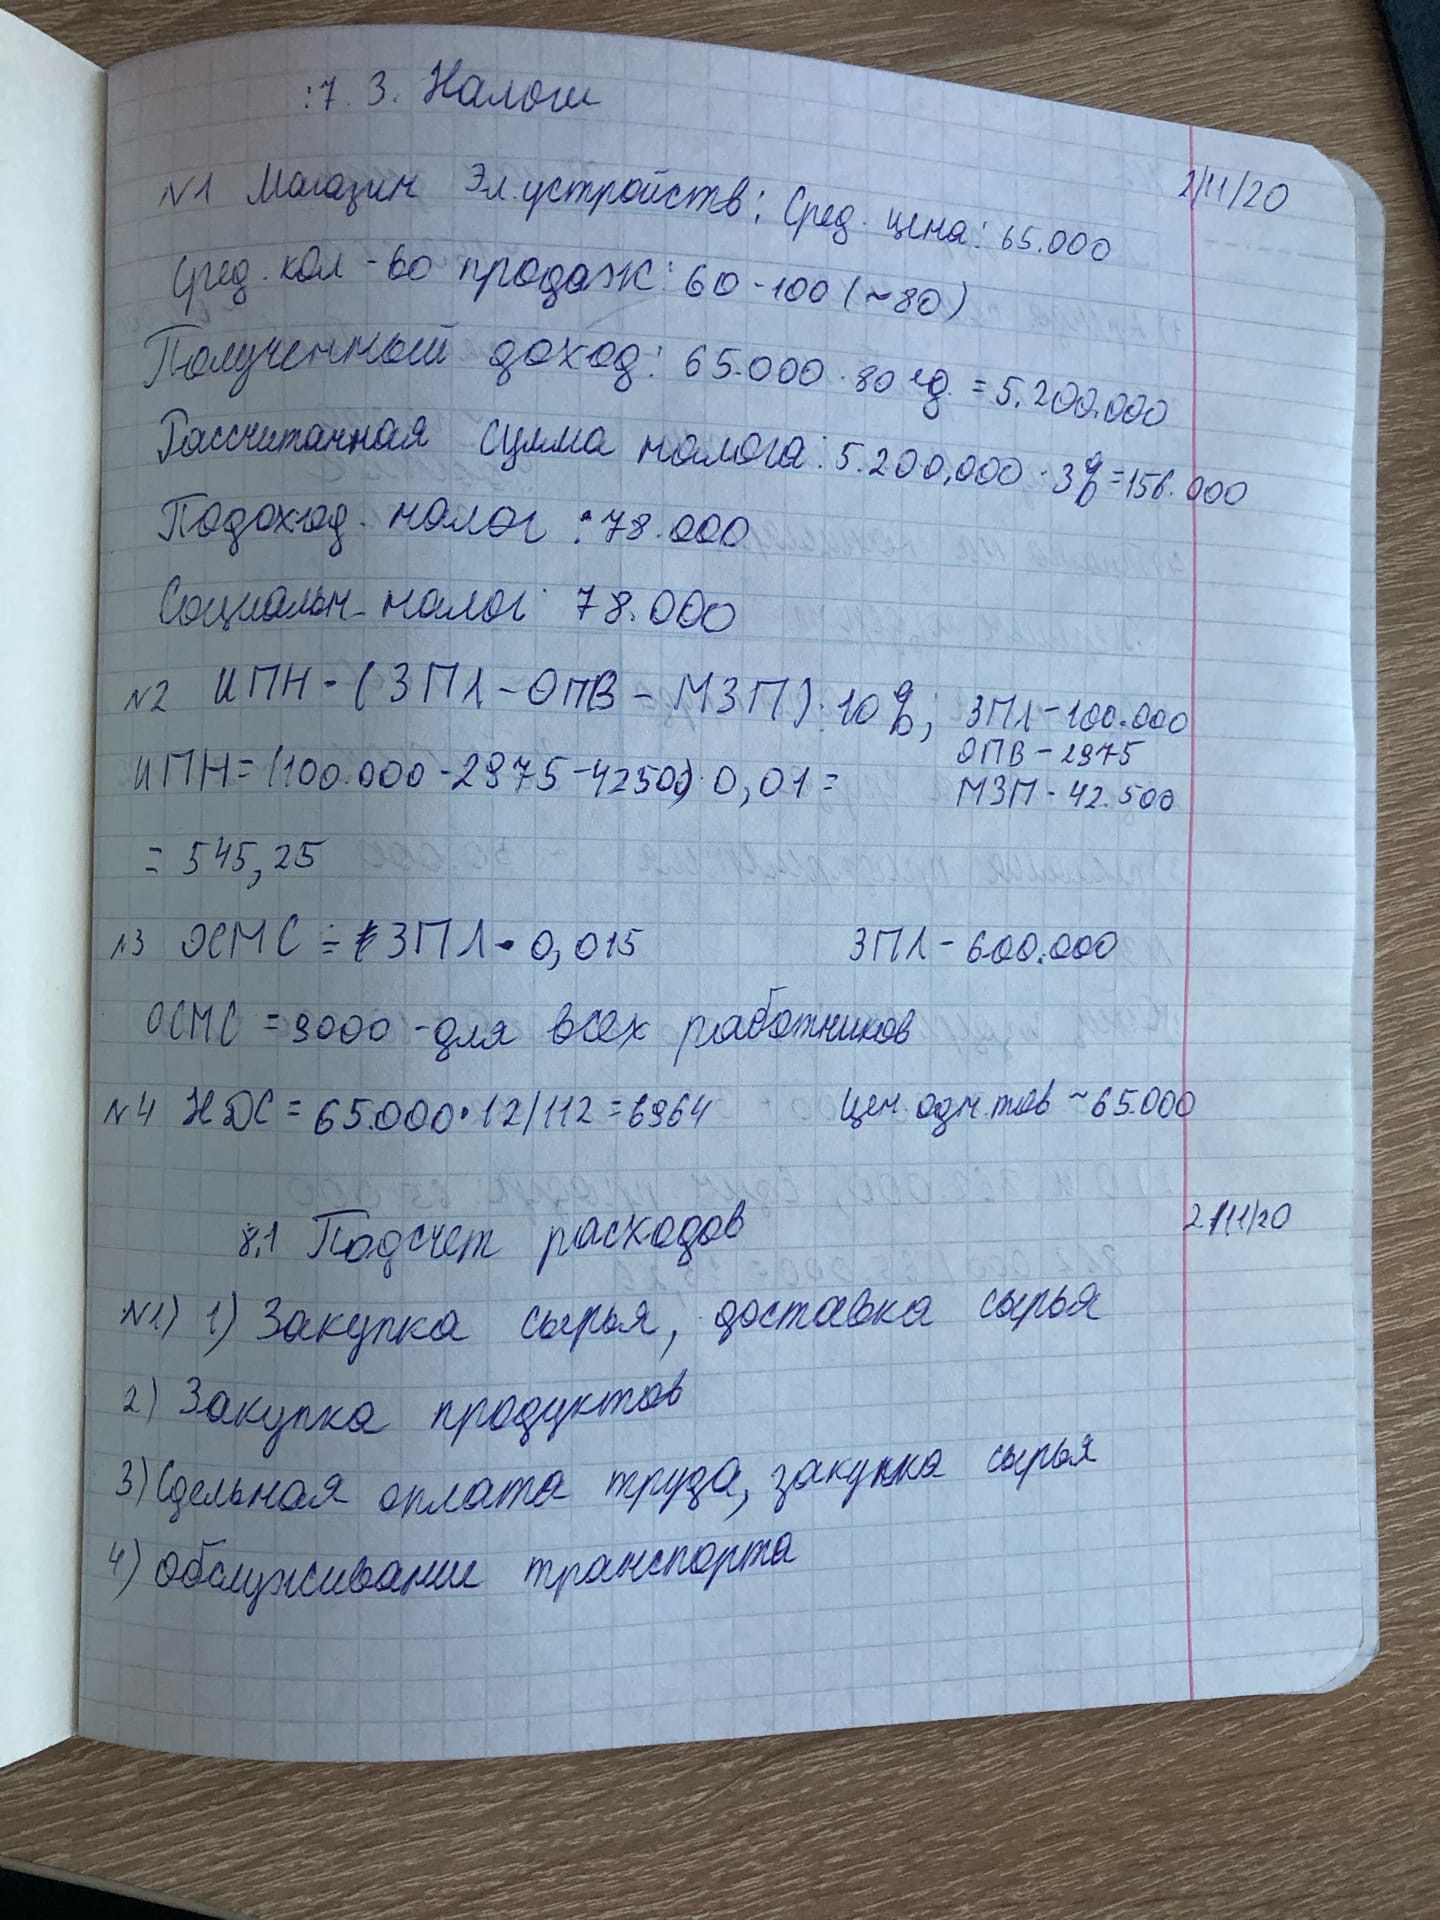 :7.3. Налоги
2/11/20
№1 Магазин Эл.устройств; Сред. цена: 65.000
Сред. кол-во продаж: 60-100 (~80)
Полученный доход: 65.000 · 80 ед. = 5.200.000
Рассчитанная сумма налога: 5.200.000 · 3% = 156.000
Подоход. налог: 78.000
Социальн. налог: 78.000
№2 ИПН - (ЗПЛ - ОПВ - МЗП) · 10%; ЗПЛ - 100.000
ОПВ - 2975
ИПН = (100.000 - 2975 - 42500) · 0,01 = МЗП - 42.500
= 545,25
№3 ОСМС = ЗПЛ · 0,015 ЗПЛ - 600.000
ОСМС = 9000 - для всех работников
№4 НДС = 65.000 · 12/112 = 6964 Цен. одн. тов ~ 65.000
8,1 Подсчет расходов 2/11/20
№1) 1) Закупка сырья, доставка сырья
2) Закупка продуктов
3) Сдельная оплата труда, закупка сырья
4) обслуживание транспорта